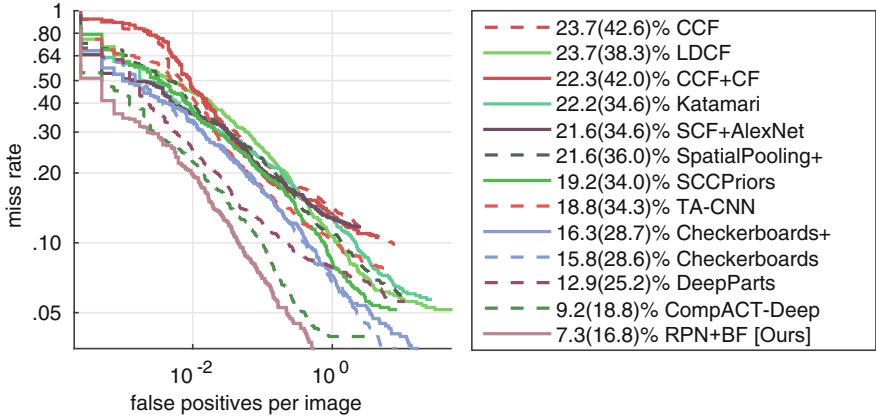 1
.80
.64
.50
.40
.30
.20
.10
.05
miss rate
10^-2
10^0
false positives per image
23.7(42.6)% CCF
23.7(38.3)% LDCF
22.3(42.0)% CCF+CF
22.2(34.6)% Katamari
21.6(34.6)% SCF+AlexNet
21.6(36.0)% SpatialPooling+
19.2(34.0)% SCCPriors
18.8(34.3)% TA-CNN
16.3(28.7)% Checkerboards+
15.8(28.6)% Checkerboards
12.9(25.2)% DeepParts
9.2(18.8)% CompACT-Deep
7.3(16.8)% RPN+BF [Ours]